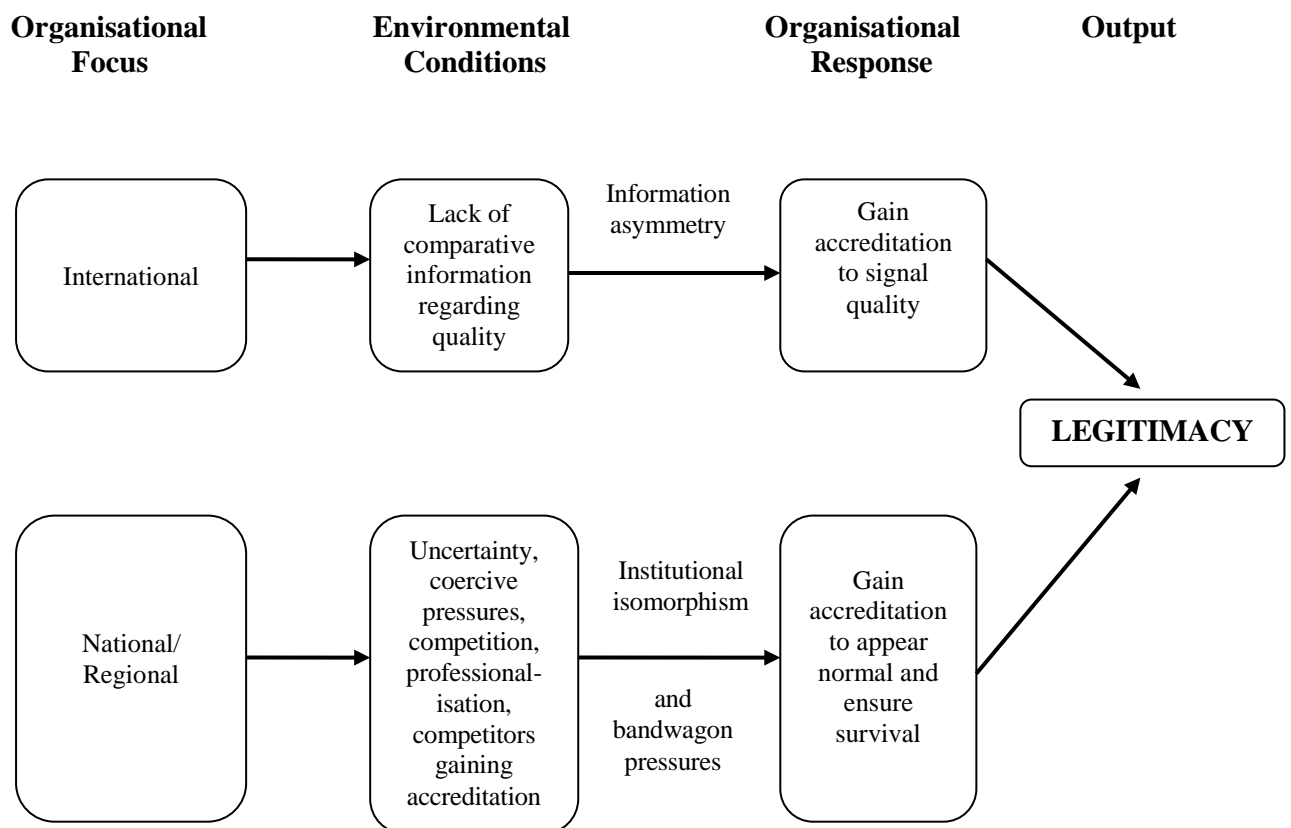 Organisational
Focus
Environmental
Conditions
Organisational
Response
Output
International
Lack of
comparative
information
regarding
quality
Information
asymmetry
Gain
accreditation
to signal
quality
LEGITIMACY
National/
Regional
Uncertainty,
coercive
pressures,
competition,
professional-
isation,
competitors
gaining
accreditation
Institutional
isomorphism
and
bandwagon
pressures
Gain
accreditation
to appear
normal and
ensure
survival